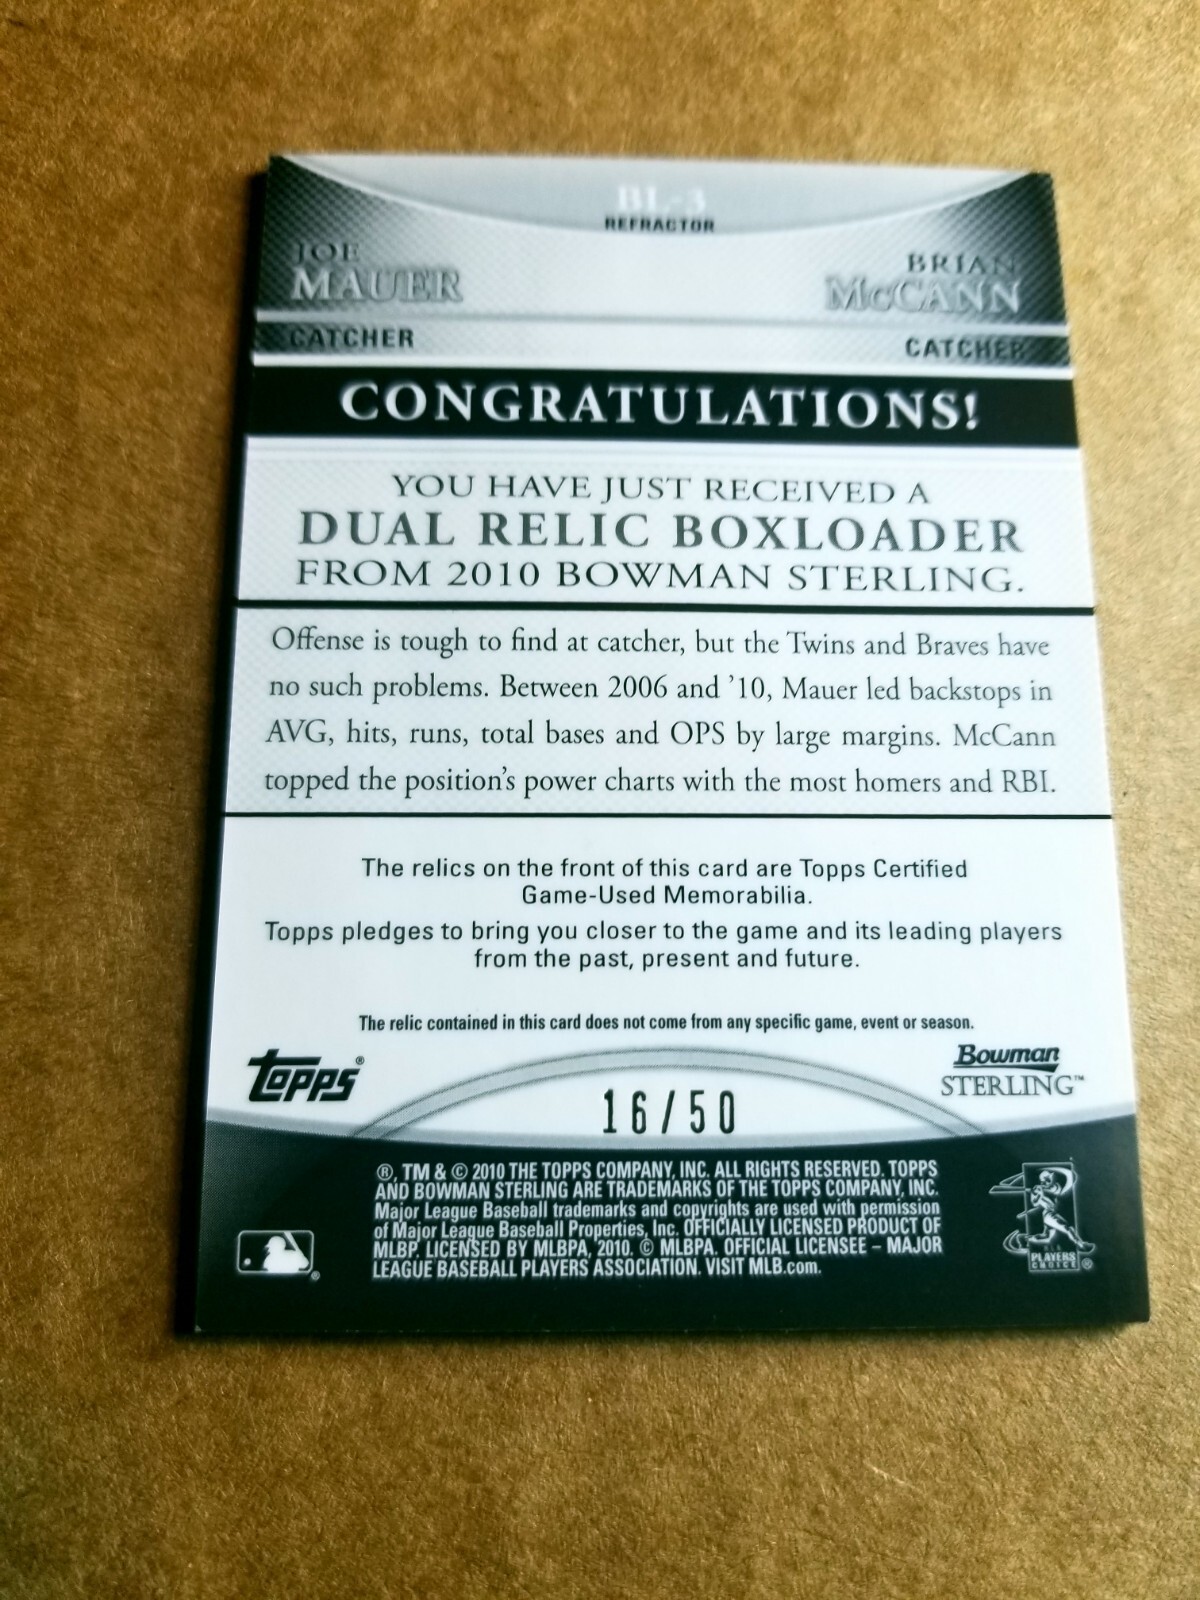 BL-3
REFRACTOR
JOE
MAUER
BRIAN
McCANN
CATCHER
CATCHER
CONGRATULATIONS!
YOU HAVE JUST RECEIVED A
DUAL RELIC BOXLOADER
FROM 2010 BOWMAN STERLING.
Offense is tough to find at catcher, but the Twins and Braves have
no such problems. Between 2006 and ’10, Mauer led backstops in
AVG, hits, runs, total bases and OPS by large margins. McCann
topped the position's power charts with the most homers and RBI.
The relics on the front of this card are Topps Certified
Game-Used Memorabilia.
Topps pledges to bring you closer to the game and its leading players
from the past, present and future.
The relic contained in this card does not come from any specific game, event or season.
Topps®
Bowman
STERLING™
16/50
®, TM & © 2010 THE TOPPS COMPANY, INC. ALL RIGHTS RESERVED. TOPPS
AND BOWMAN STERLING ARE TRADEMARKS OF THE TOPPS COMPANY, INC.
Major League Baseball trademarks and copyrights are used with permission
of Major League Baseball Properties, Inc. OFFICIALLY LICENSED PRODUCT OF
MLBP. LICENSED BY MLBPA, 2010. © MLBPA. OFFICIAL LICENSEE – MAJOR
LEAGUE BASEBALL PLAYERS ASSOCIATION. VISIT MLB.com.
®
PLAYERS
CHOICE®